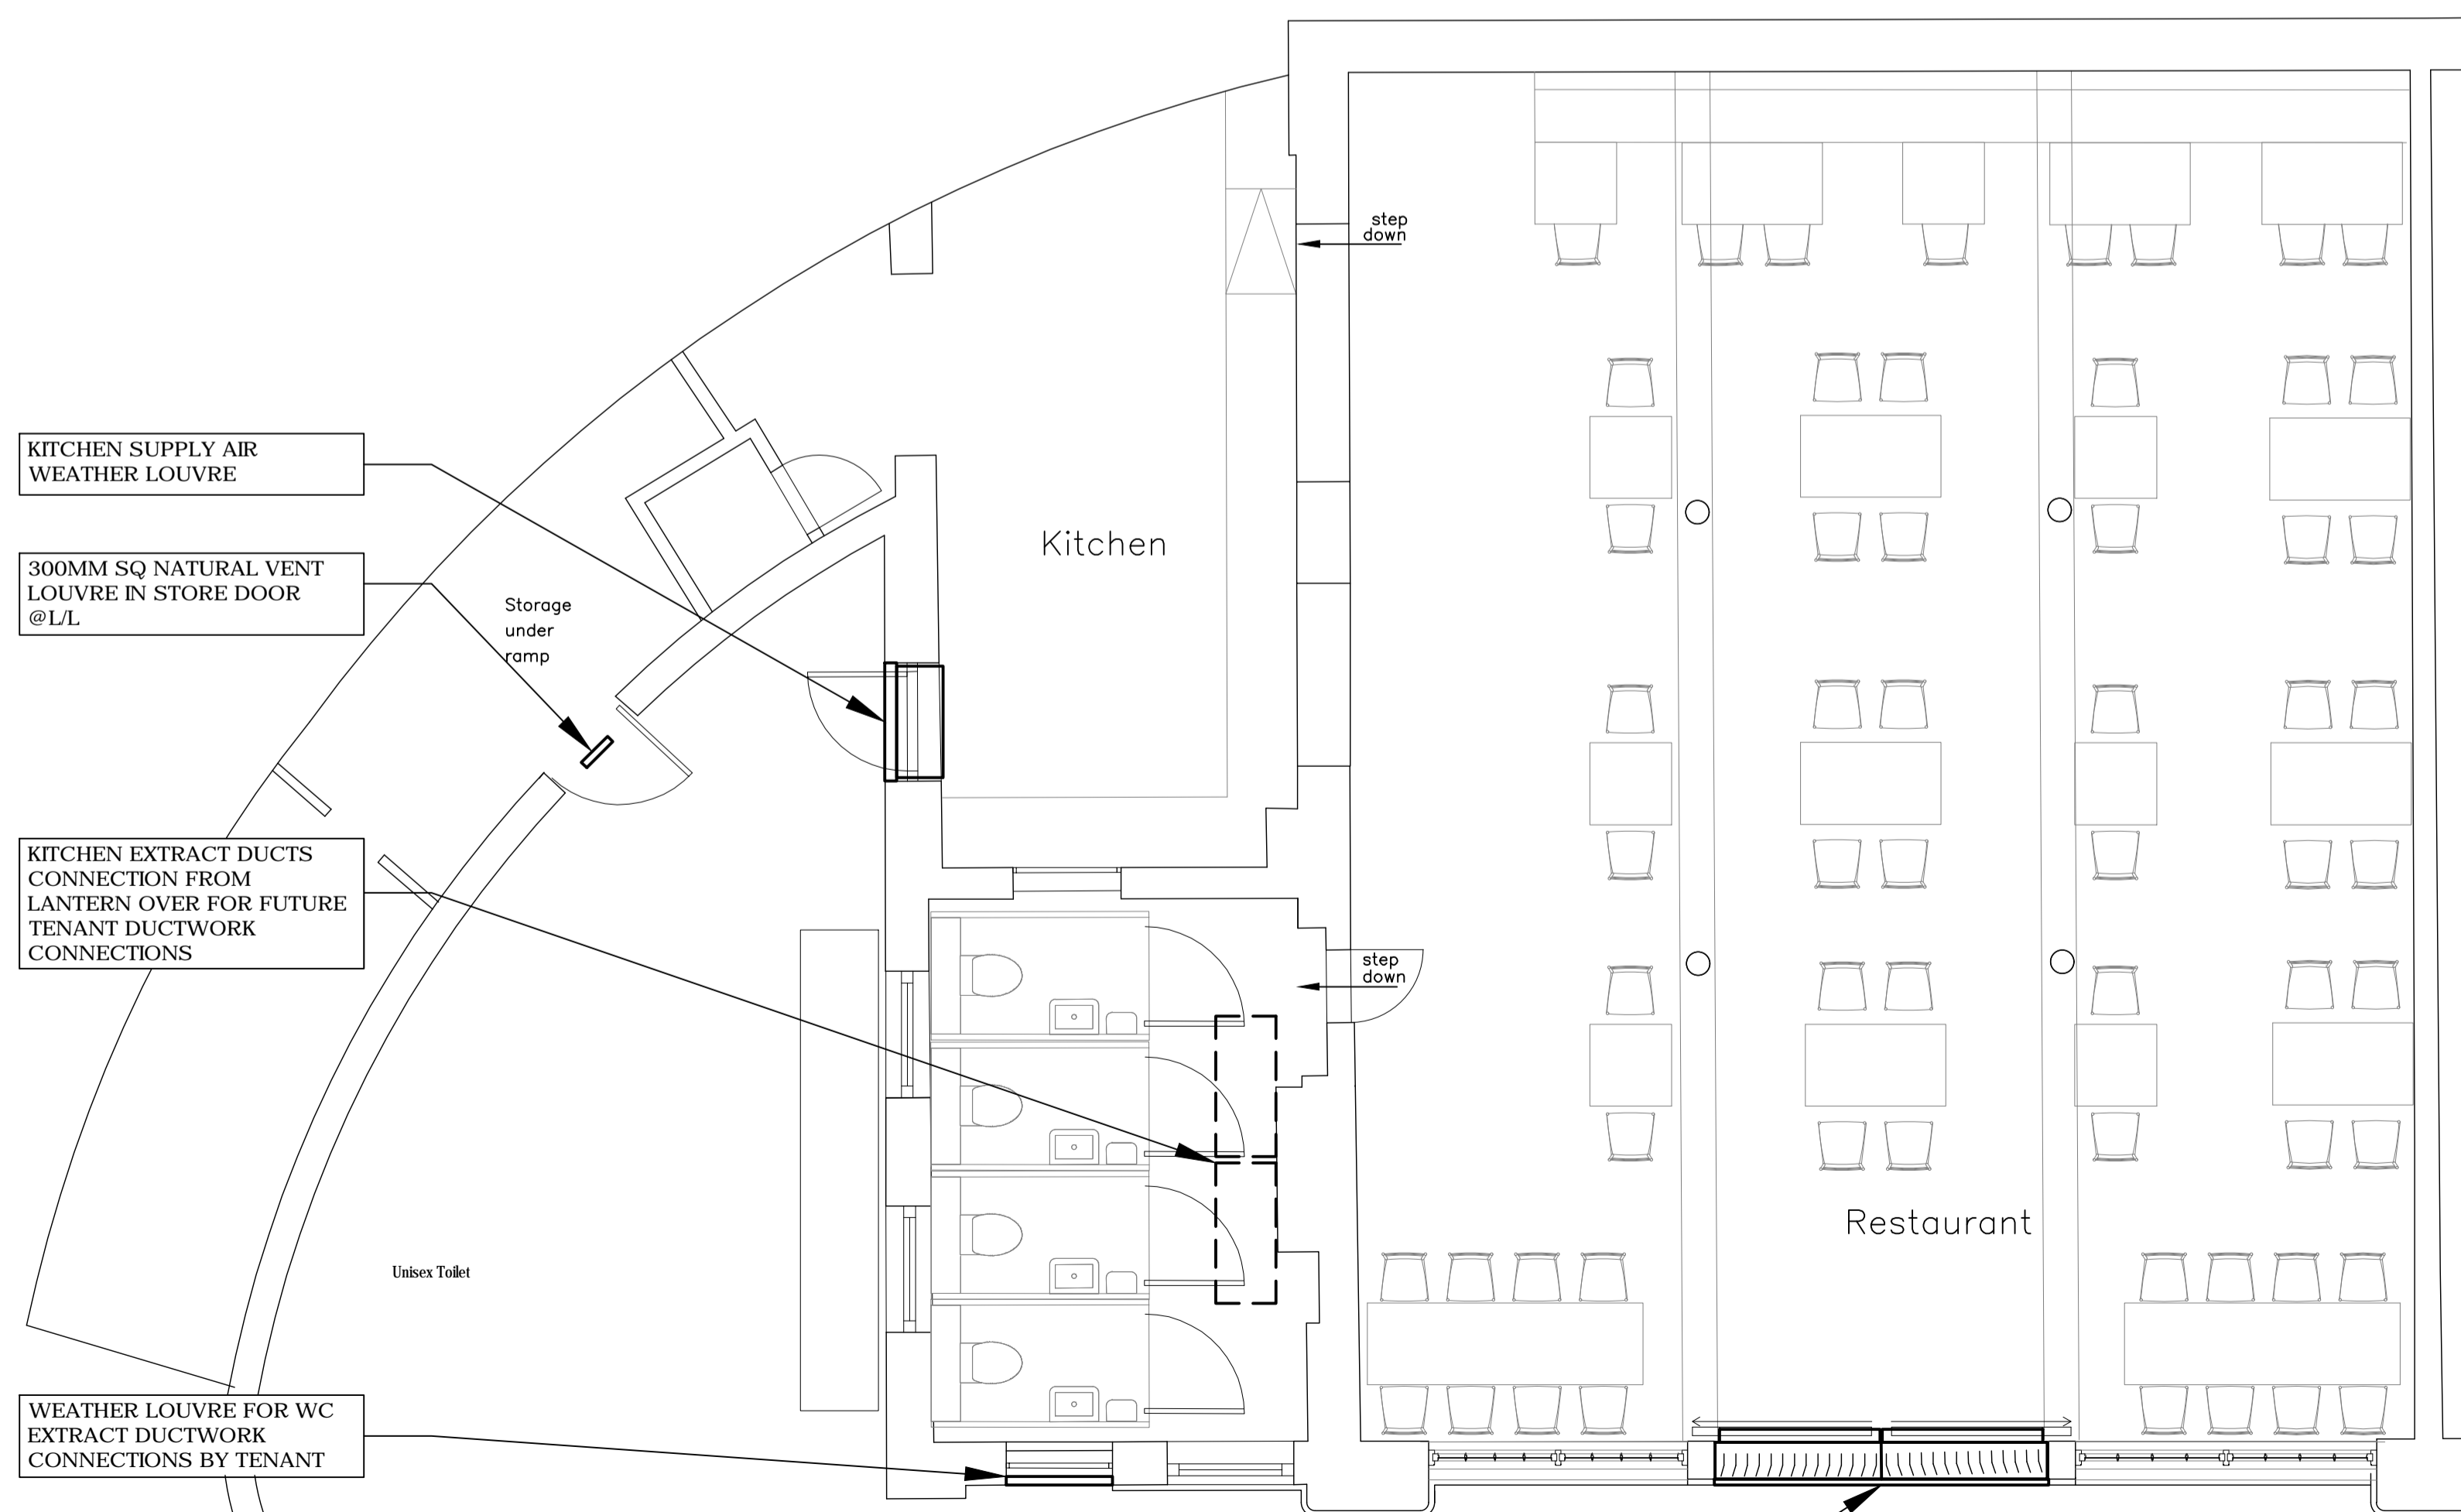 step
down
KITCHEN SUPPLY AIR
WEATHER LOUVRE
Kitchen
300MM SQ NATURAL VENT
LOUVRE IN STORE DOOR
@L/L
Storage
under
ramp
KITCHEN EXTRACT DUCTS
CONNECTION FROM
LANTERN OVER FOR FUTURE
TENANT DUCTWORK
CONNECTIONS
step
down
Restaurant
Unisex Toilet
WEATHER LOUVRE FOR WC
EXTRACT DUCTWORK
CONNECTIONS BY TENANT